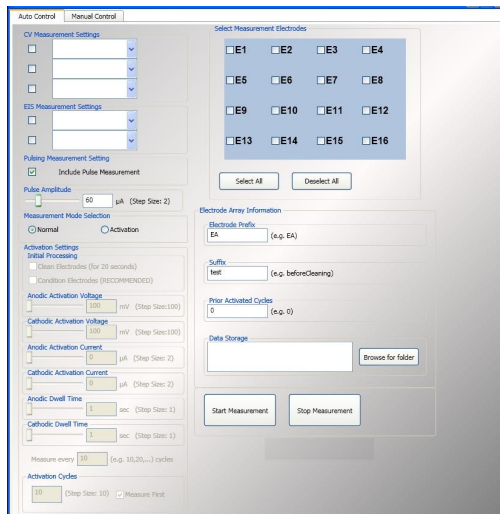 Auto Control
Manual Control
CV Measurement Settings
EIS Measurement Settings
Pulsing Measurement Setting
Include Pulse Measurement
Pulse Amplitude
60 µA (Step Size: 2)
Measurement Mode Selection
Normal
Activation
Activation Settings
Initial Processing
Clean Electrodes (for 20 seconds)
Condition Electrodes (RECOMMENDED)
Anodic Activation Voltage
100 mV (Step Size:100)
Cathodic Activation Voltage
100 mV (Step Size:100)
Anodic Activation Current
0 µA (Step Size: 2)
Cathodic Activation Current
0 µA (Step Size: 2)
Anodic Dwell Time
1 sec (Step Size: 1)
Cathodic Dwell Time
1 sec (Step Size: 1)
Measure every 10 (e.g. 10,20,...) cycles
Activation Cycles
10 (Step Size: 10) Measure First
Select Measurement Electrodes
E1 E2 E3 E4
E5 E6 E7 E8
E9 E10 E11 E12
E13 E14 E15 E16
Select All
Deselect All
Electrode Array Information
Electrode Prefix
EA (e.g. EA)
Suffix
test (e.g. beforeCleaning)
Prior Activated Cycles
0 (e.g. 0)
Data Storage
Browse for folder
Start Measurement
Stop Measurement